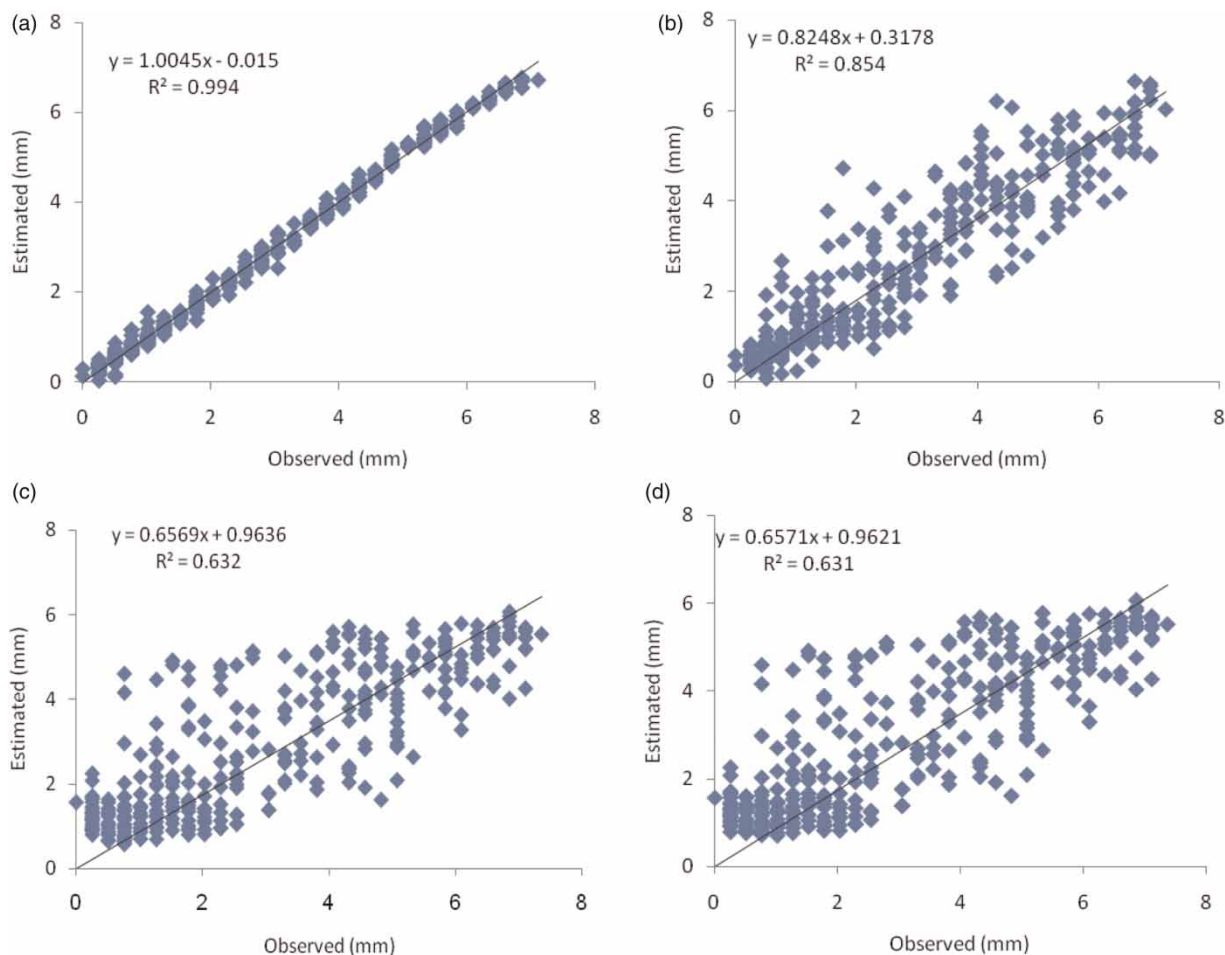 (a)
8
y = 1.0045x - 0.015
R² = 0.994
6
4
2
0
Estimated (mm)
0 2 4 6 8
Observed (mm)
(b)
8
y = 0.8248x + 0.3178
R² = 0.854
6
4
2
0
Estimated (mm)
0 2 4 6 8
Observed (mm)
(c)
8
y = 0.6569x + 0.9636
R² = 0.632
6
4
2
0
Estimated (mm)
0 2 4 6 8
Observed (mm)
(d)
8
y = 0.6571x + 0.9621
R² = 0.631
6
4
2
0
Estimated (mm)
0 2 4 6 8
Observed (mm)